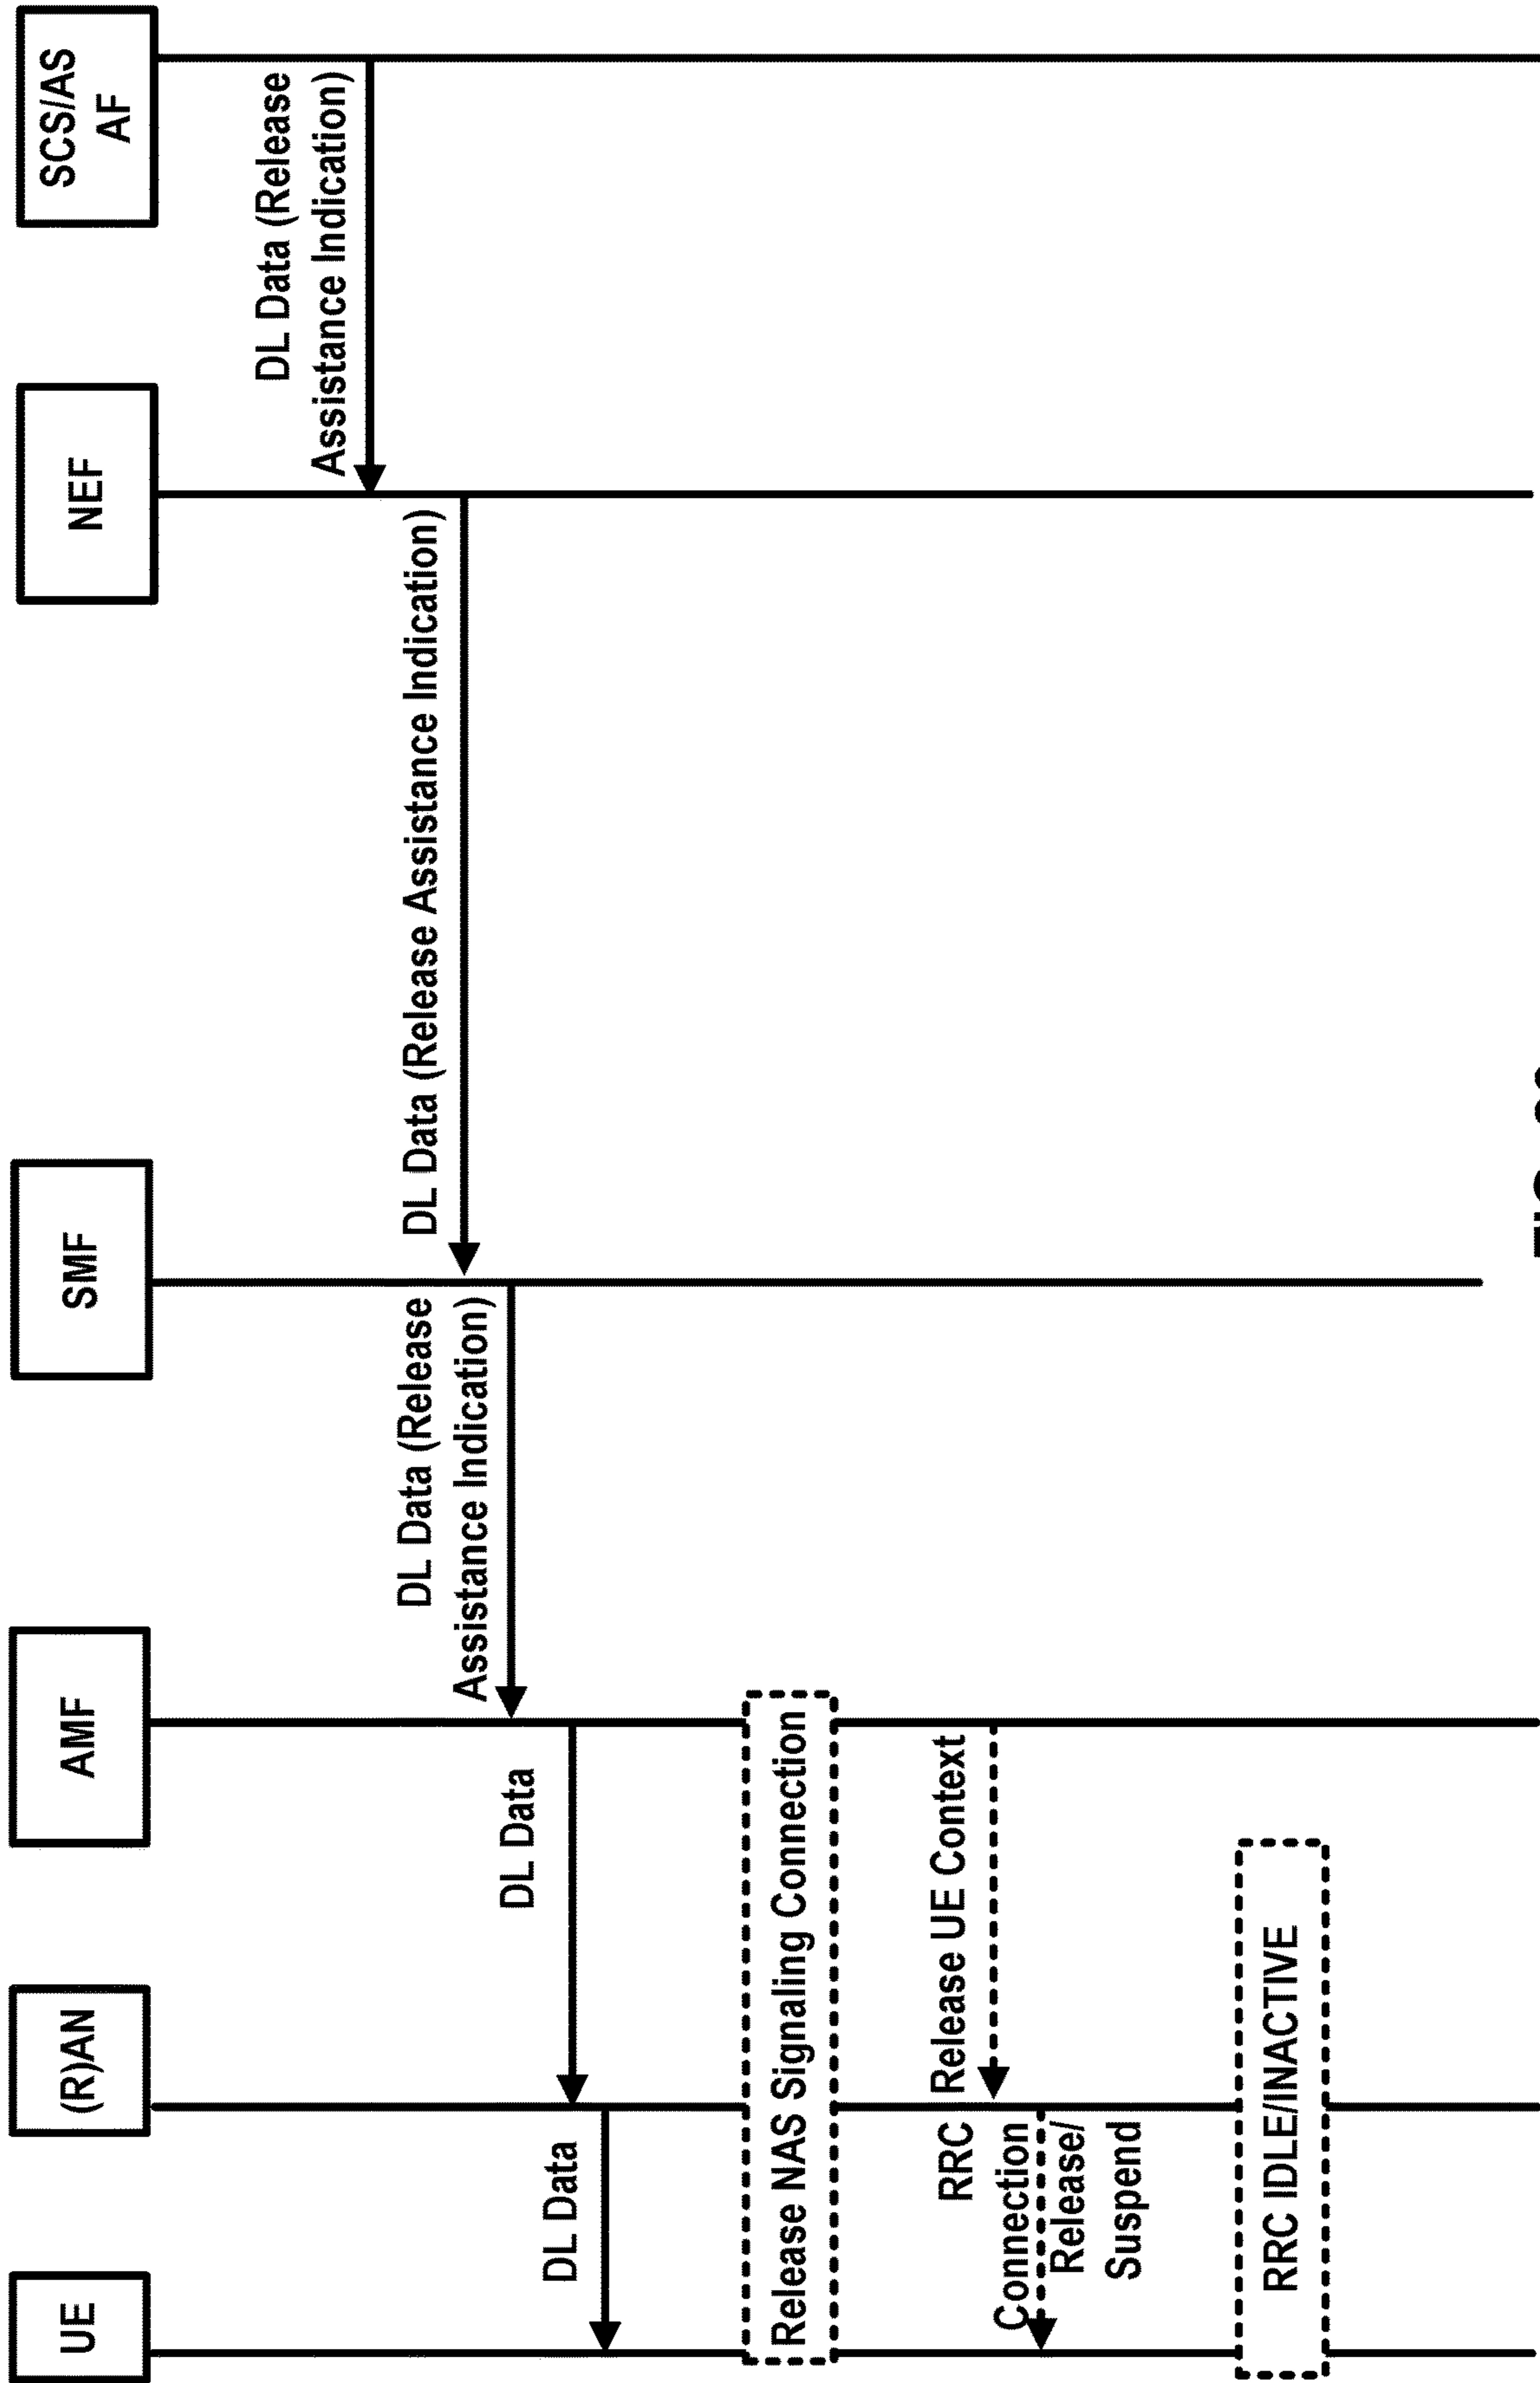 UE
(R)AN
AMF
SMF
NEF
SCS/AS
AF
DL Data (Release
Assistance Indication)
DL Data (Release Assistance Indication)
DL Data (Release
Assistance Indication)
DL Data
DL Data
Release NAS Signaling Connection
Release UE Context
RRC
Connection
Release/
Suspend
RRC IDLE/INACTIVE